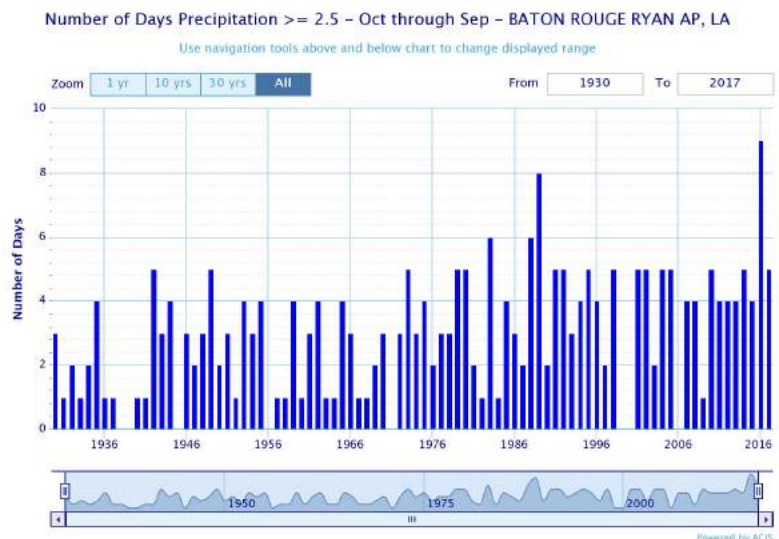 Number of Days Precipitation >= 2.5 – Oct through Sep – BATON ROUGE RYAN AP, LA
Use navigation tools above and below chart to change displayed range
Zoom 1 yr 10 yrs 30 yrs All From 1930 To 2017
10
8
6
4
2
0
Number of Days
1936 1946 1956 1966 1976 1986 1996 2006 2016
1950 1975 2000
Powered by ACIS